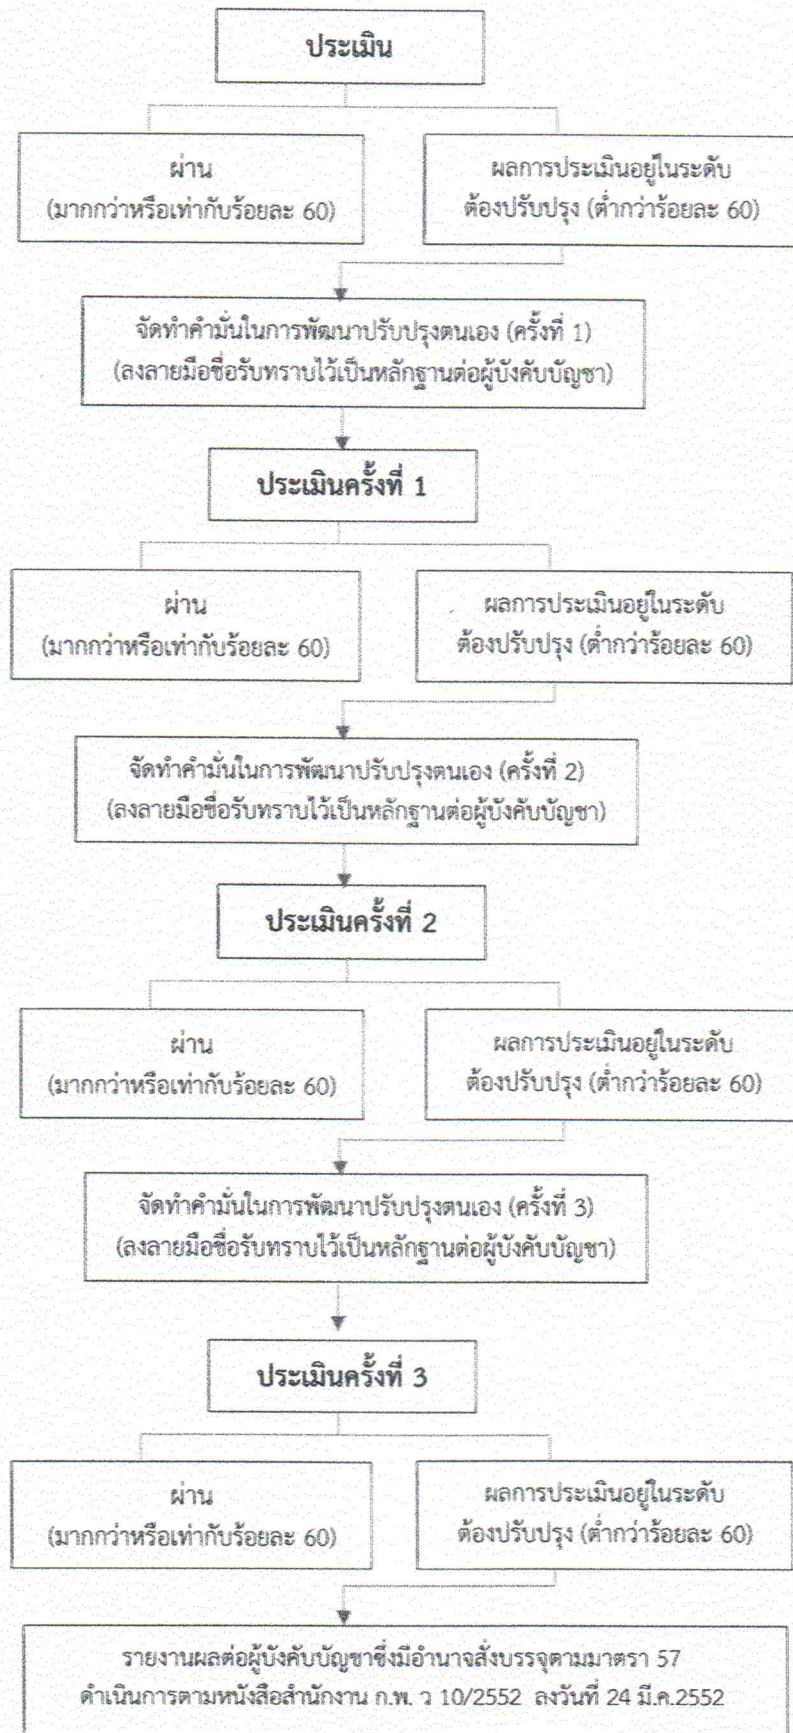 ประเมิน
ผ่าน
(มากกว่าหรือเท่ากับร้อยละ 60)
ผลการประเมินอยู่ในระดับ
ต้องปรับปรุง (ต่ำกว่าร้อยละ 60)
จัดทำคำมั่นในการพัฒนาปรับปรุงตนเอง (ครั้งที่ 1)
(ลงลายมือชื่อรับทราบไว้เป็นหลักฐานต่อผู้บังคับบัญชา)
ประเมินครั้งที่ 1
ผ่าน
(มากกว่าหรือเท่ากับร้อยละ 60)
ผลการประเมินอยู่ในระดับ
ต้องปรับปรุง (ต่ำกว่าร้อยละ 60)
จัดทำคำมั่นในการพัฒนาปรับปรุงตนเอง (ครั้งที่ 2)
(ลงลายมือชื่อรับทราบไว้เป็นหลักฐานต่อผู้บังคับบัญชา)
ประเมินครั้งที่ 2
ผ่าน
(มากกว่าหรือเท่ากับร้อยละ 60)
ผลการประเมินอยู่ในระดับ
ต้องปรับปรุง (ต่ำกว่าร้อยละ 60)
จัดทำคำมั่นในการพัฒนาปรับปรุงตนเอง (ครั้งที่ 3)
(ลงลายมือชื่อรับทราบไว้เป็นหลักฐานต่อผู้บังคับบัญชา)
ประเมินครั้งที่ 3
ผ่าน
(มากกว่าหรือเท่ากับร้อยละ 60)
ผลการประเมินอยู่ในระดับ
ต้องปรับปรุง (ต่ำกว่าร้อยละ 60)
รายงานผลต่อผู้บังคับบัญชาซึ่งมีอำนาจสั่งบรรจุตามมาตรา 57
ดำเนินการตามหนังสือสำนักงาน ก.พ. ว 10/2552 ลงวันที่ 24 มี.ค.2552